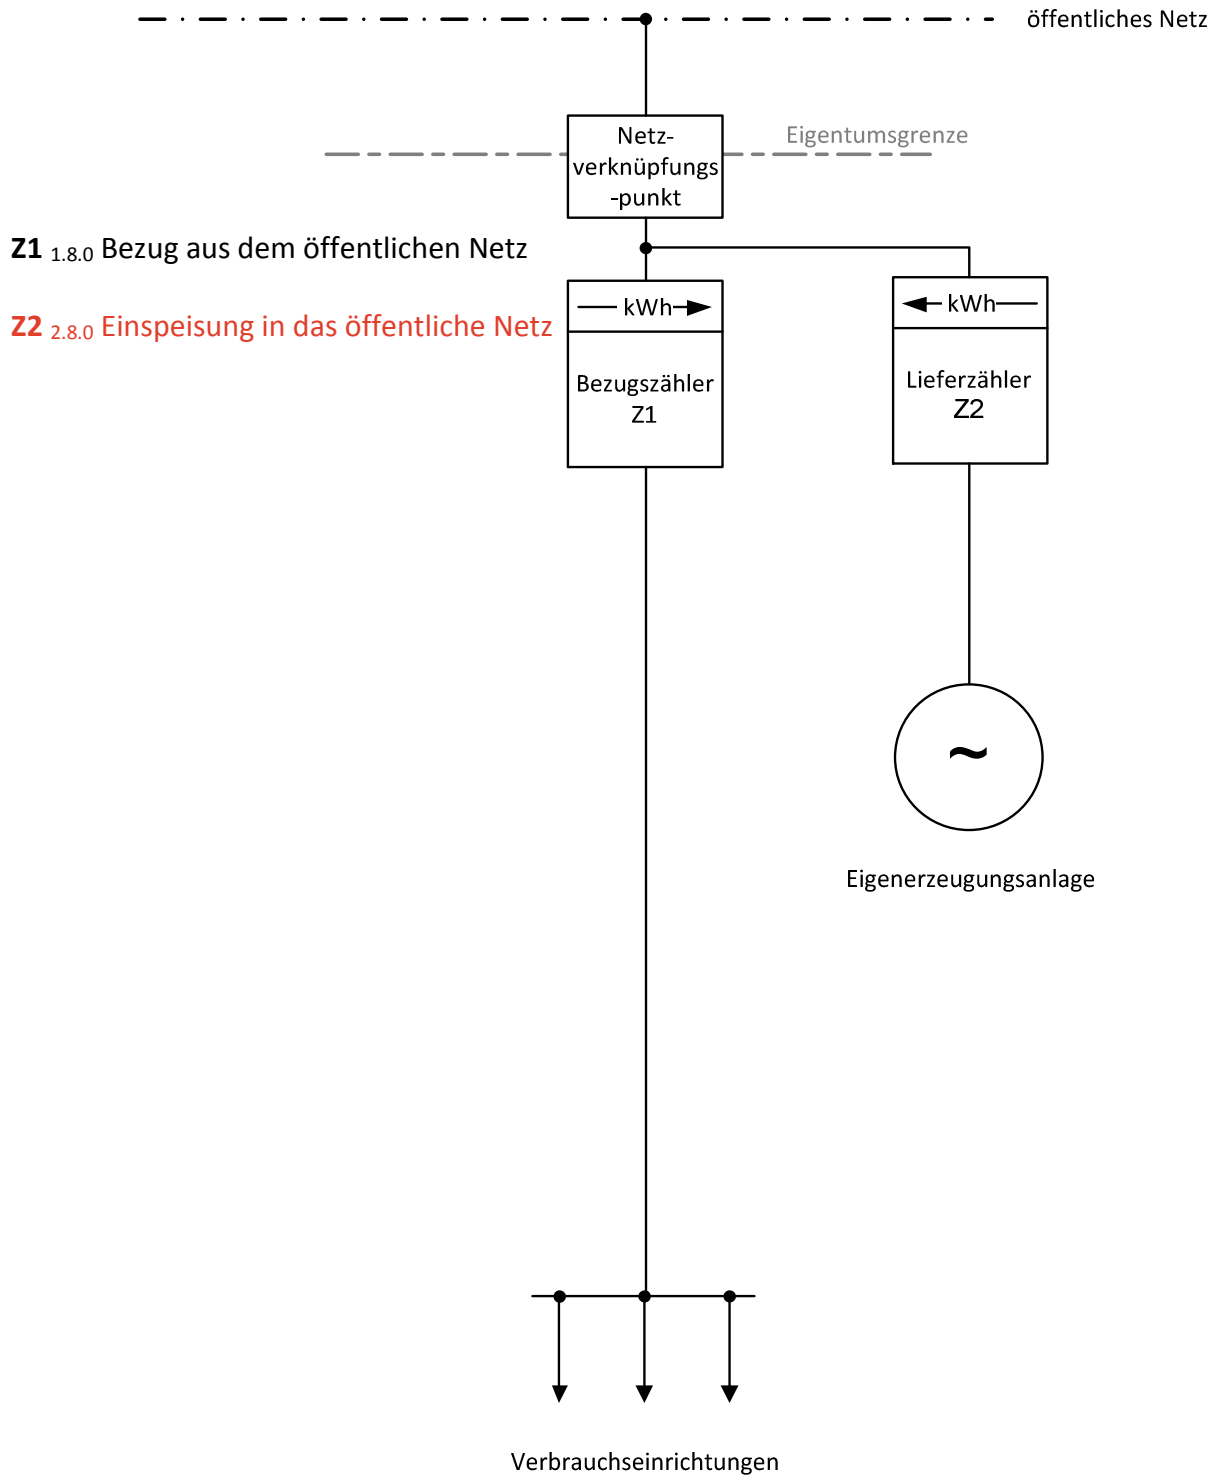 öffentliches Netz
Eigentumsgrenze
Netz-
verknüpfungs
-punkt
Z1 1.8.0 Bezug aus dem öffentlichen Netz
Z2 2.8.0 Einspeisung in das öffentliche Netz
kWh
Bezugszähler
Z1
kWh
Lieferzähler
Z2
~
Eigenerzeugungsanlage
Verbrauchseinrichtungen